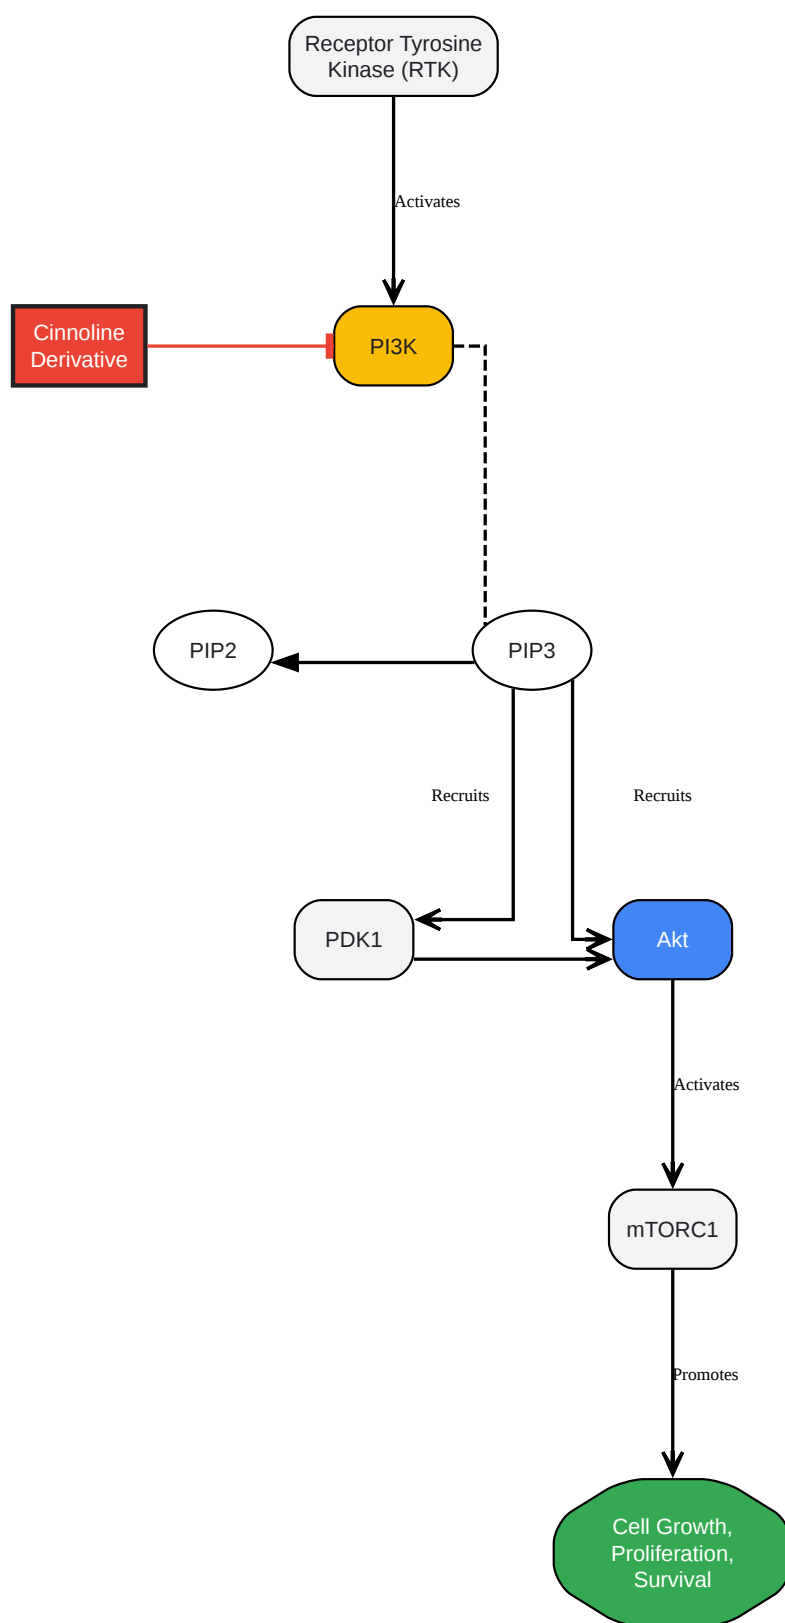 Receptor Tyrosine
Kinase (RTK)
Activates
Cinnoline
Derivative
PI3K
PIP2
PIP3
Recruits
Recruits
PDK1
Akt
Activates
mTORC1
Promotes
Cell Growth,
Proliferation,
Survival